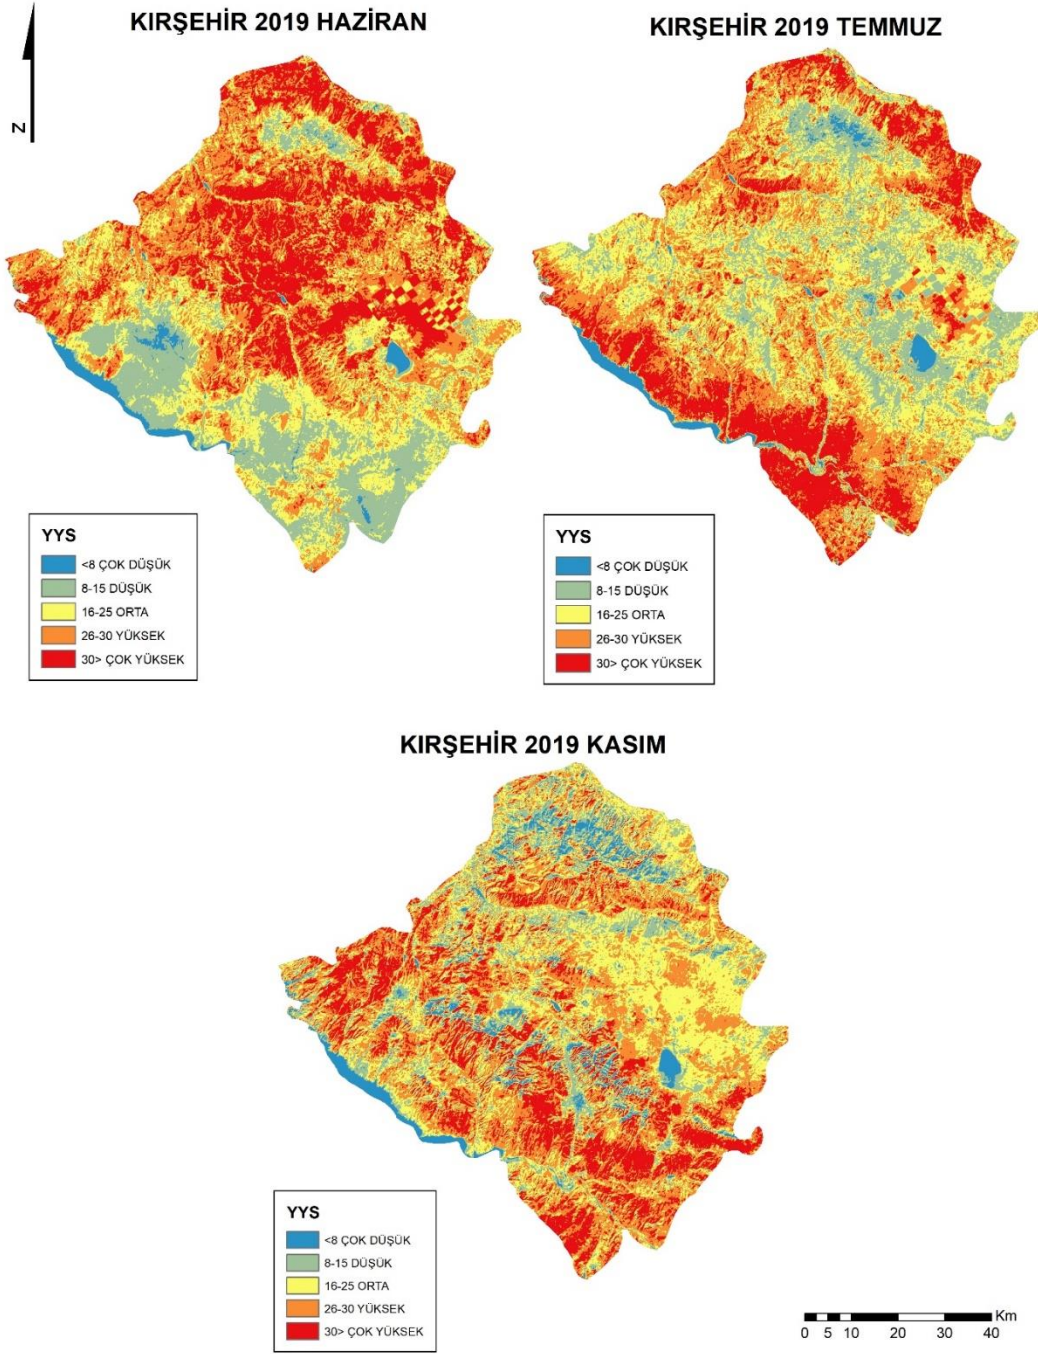 KIRŞEHİR 2019 HAZİRAN
KIRŞEHİR 2019 TEMMUZ
N
YYS
<8 ÇOK DÜŞÜK
8-15 DÜŞÜK
16-25 ORTA
26-30 YÜKSEK
30> ÇOK YÜKSEK
YYS
<8 ÇOK DÜŞÜK
8-15 DÜŞÜK
16-25 ORTA
26-30 YÜKSEK
30> ÇOK YÜKSEK
KIRŞEHİR 2019 KASIM
YYS
<8 ÇOK DÜŞÜK
8-15 DÜŞÜK
16-25 ORTA
26-30 YÜKSEK
30> ÇOK YÜKSEK
Km
0 5 10 20 30 40